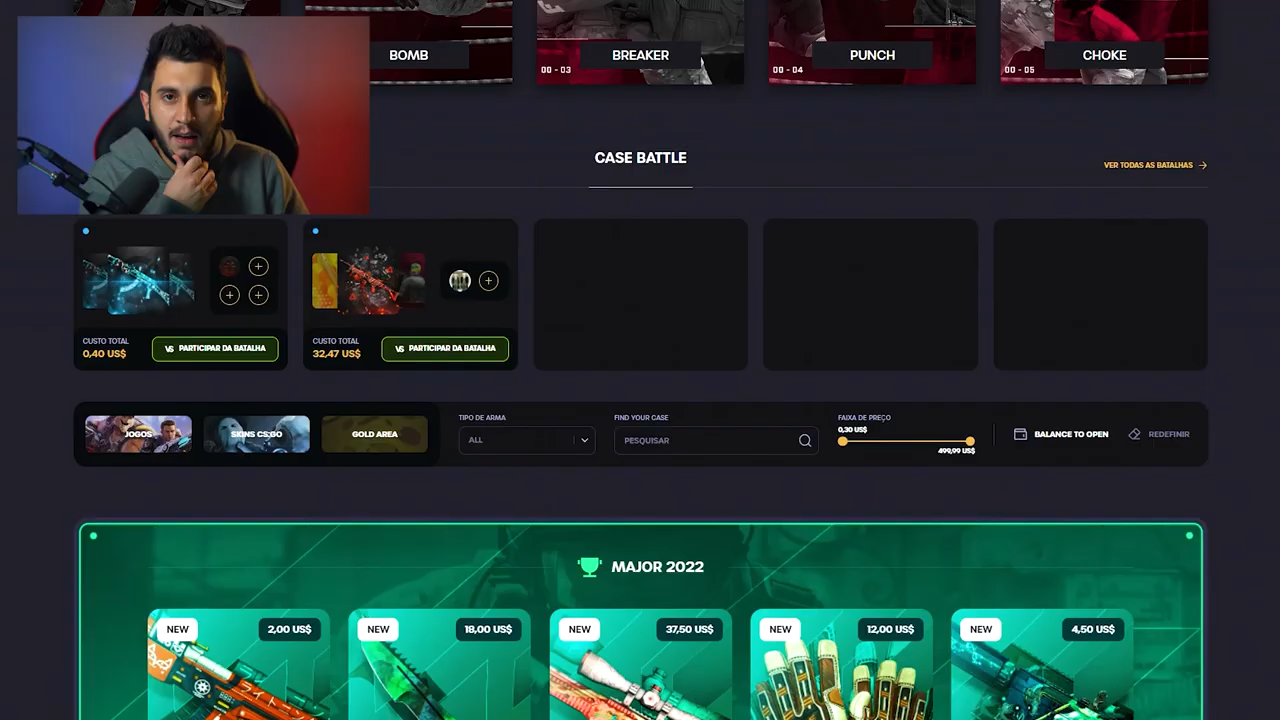 BOMB
BREAKER
PUNCH
CHOKE
00 - 03
00 - 04
00 - 05
CASE BATTLE
VER TODAS AS BATALHAS
CUSTO TOTAL
0,40 US$
VS PARTICIPAR DA BATALHA
CUSTO TOTAL
32,47 US$
VS PARTICIPAR DA BATALHA
JOGOS
SKINS CS:GO
GOLD AREA
TIPO DE ARMA
ALL
FIND YOUR CASE
PESQUISAR
FAIXA DE PREÇO
0,30 US$
499,99 US$
BALANCE TO OPEN
REDEFINIR
MAJOR 2022
NEW
2,00 US$
NEW
18,00 US$
NEW
37,50 US$
NEW
12,00 US$
NEW
4,50 US$